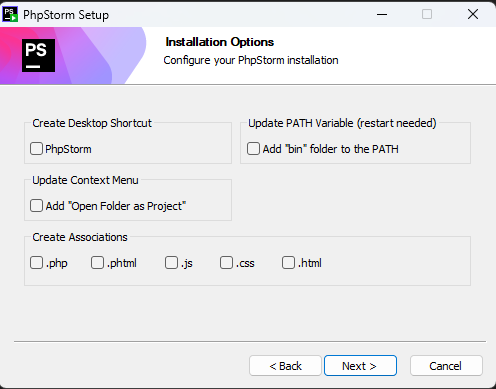 PhpStorm Setup
PS
Installation Options
Configure your PhpStorm installation
Create Desktop Shortcut
Update PATH Variable (restart needed)
PhpStorm
Add "bin" folder to the PATH
Update Context Menu
Add "Open Folder as Project"
Create Associations
.php .phtml .js .css .html
< Back Next > Cancel